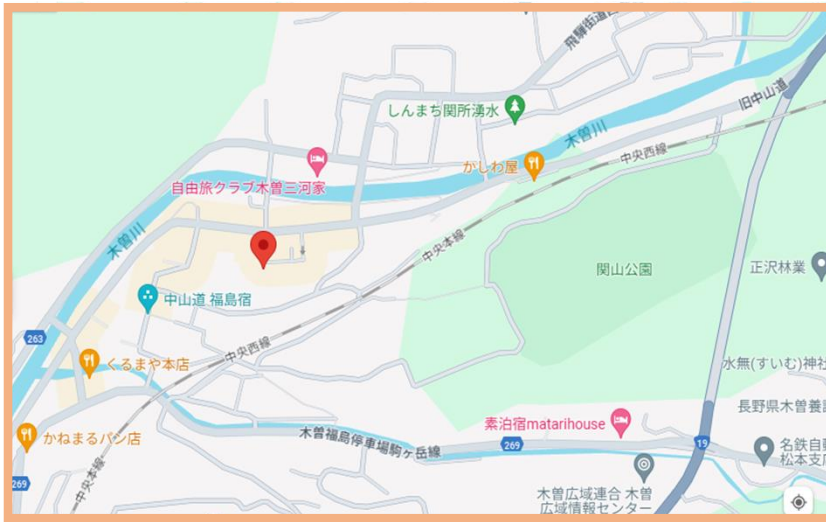 飛騨街道
しんまち関所湧水
旧中山道
木曽川
かしわ屋
中央西線
自由旅クラブ木曽三河家
木曽川
中央本線
関山公園
正沢林業
中山道 福島宿
263
中央西線
くるまや本店
水無(すいむ)神社
長野県木曽養
素泊宿matarihouse
かねまるパン店
木曽福島停車場駒ヶ岳線
269
19
名鉄自
松本支
269
中央本線
木曽広域連合 木曽
広域情報センター